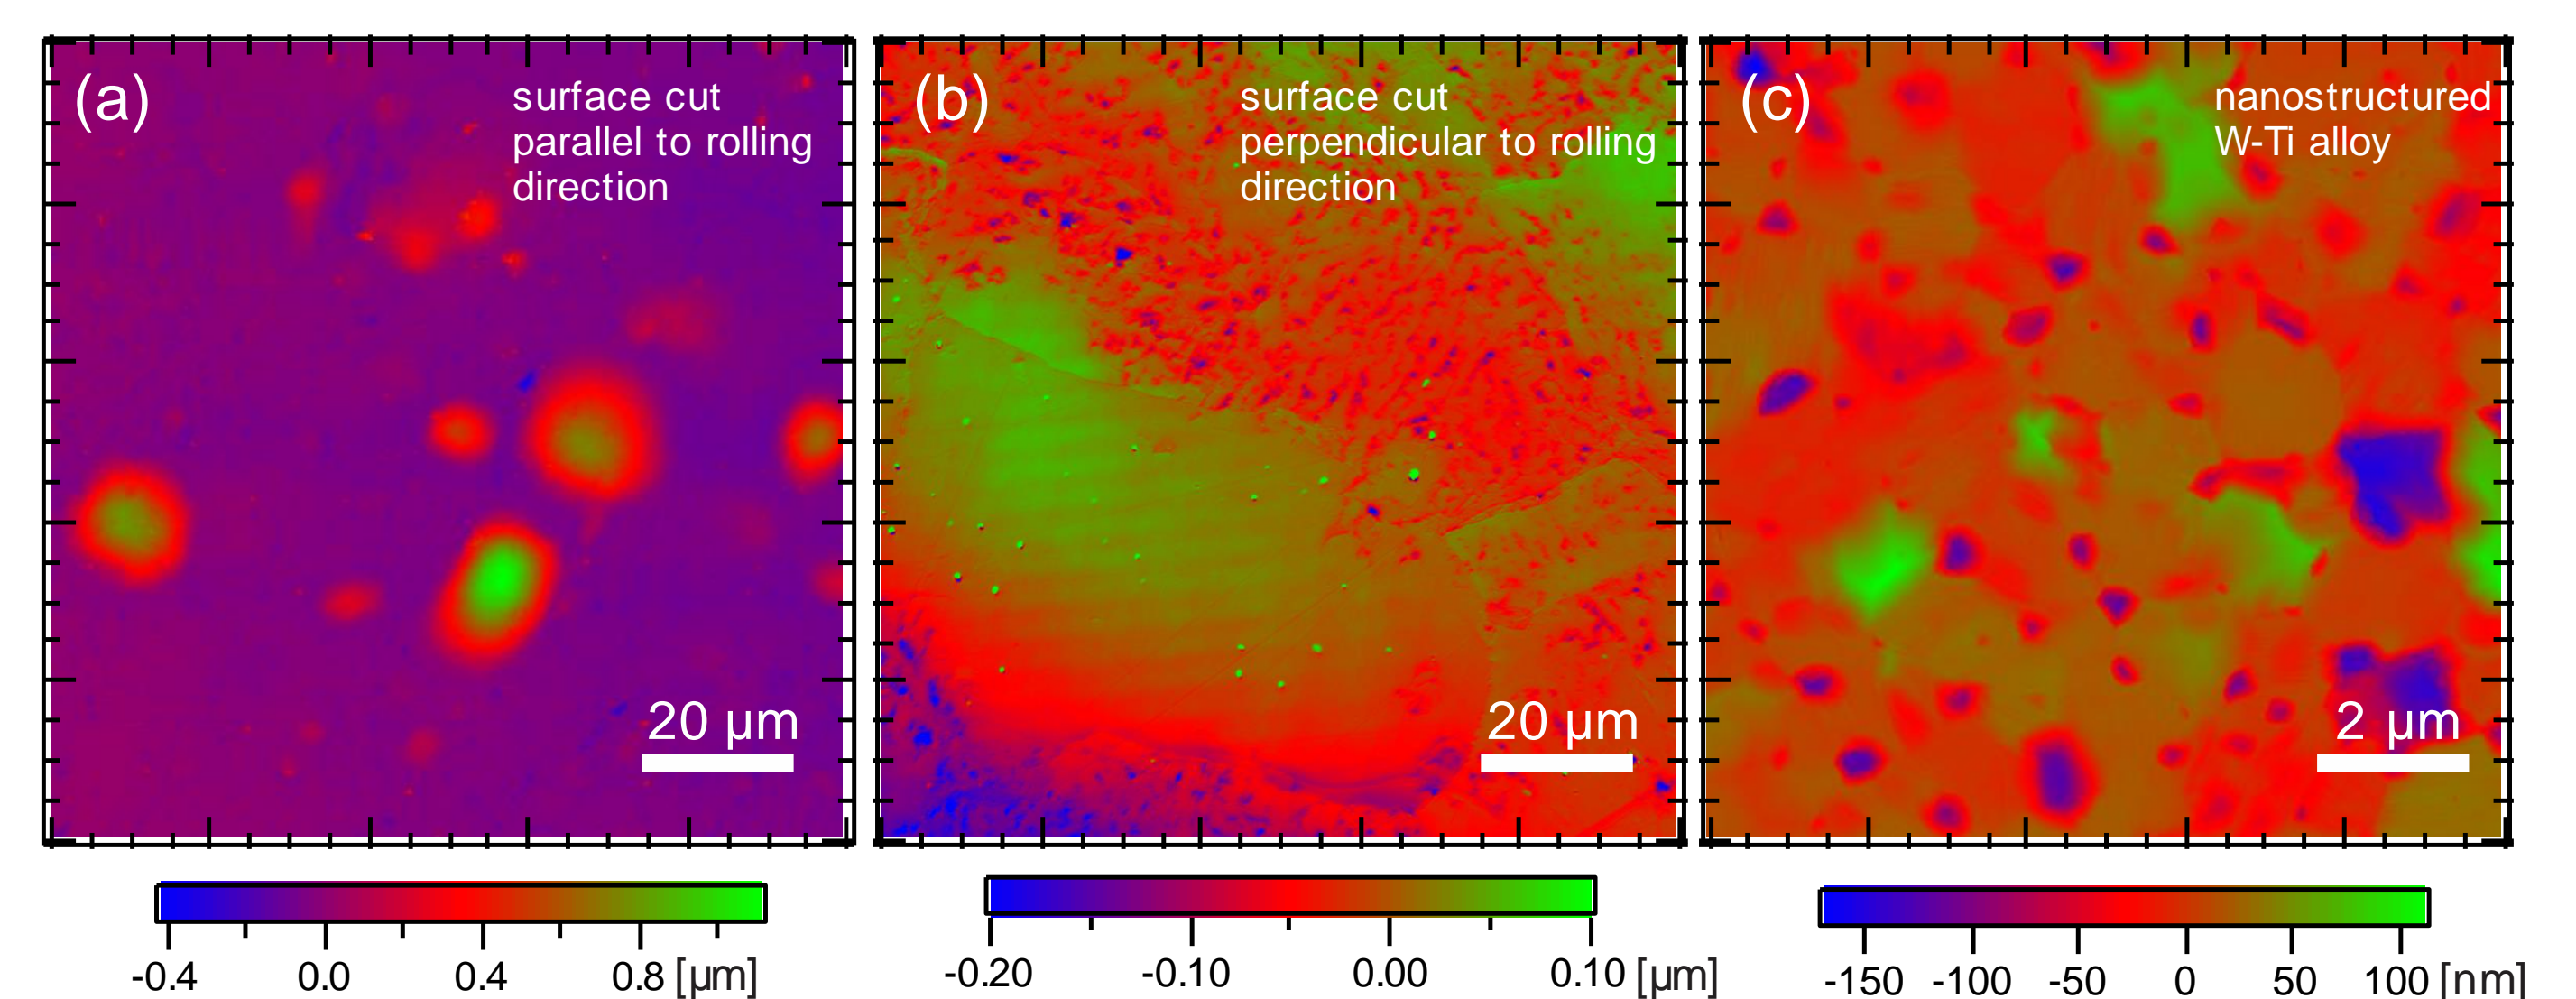 (a)
surface cut
parallel to rolling
direction
20 µm
-0.4 0.0 0.4 0.8 [µm]
(b)
surface cut
perpendicular to rolling
direction
20 µm
-0.20 -0.10 0.00 0.10 [µm]
(c)
nanostructured
W-Ti alloy
2 µm
-150 -100 -50 0 50 100 [nm]